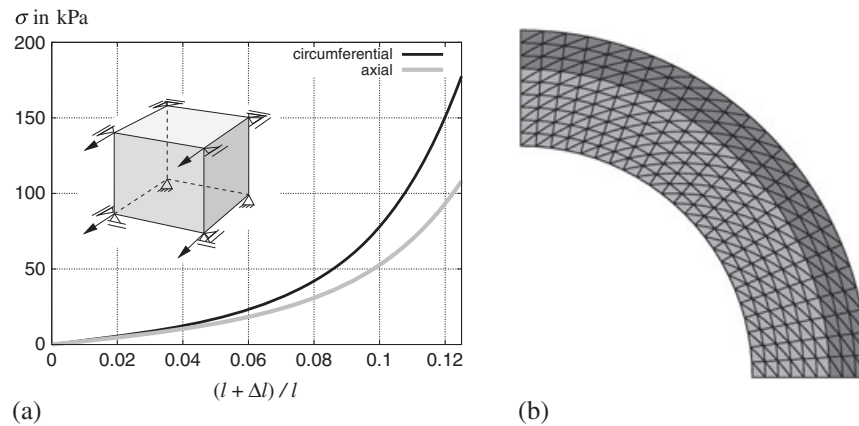 σ in kPa
200
150
100
50
0
circumferential
axial
0 0.02 0.04 0.06 0.08 0.1 0.12
(l + Δl) / l
(a)
(b)